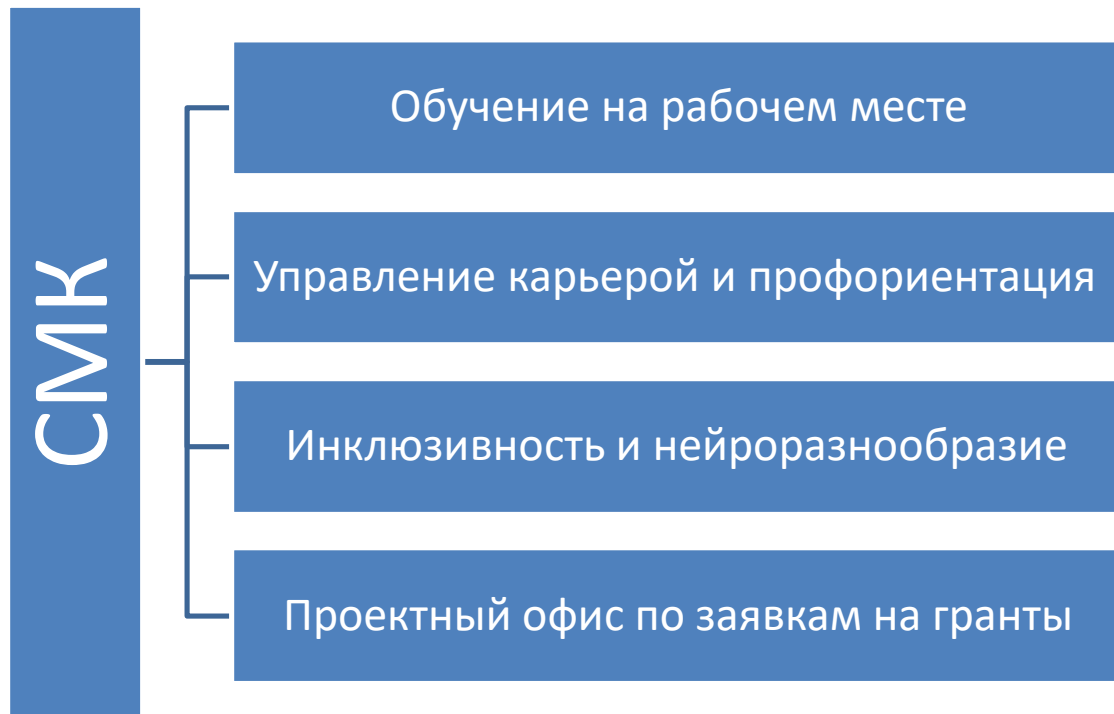 СМК
Обучение на рабочем месте
Управление карьерой и профориентация
Инклюзивность и нейроразнообразие
Проектный офис по заявкам на гранты